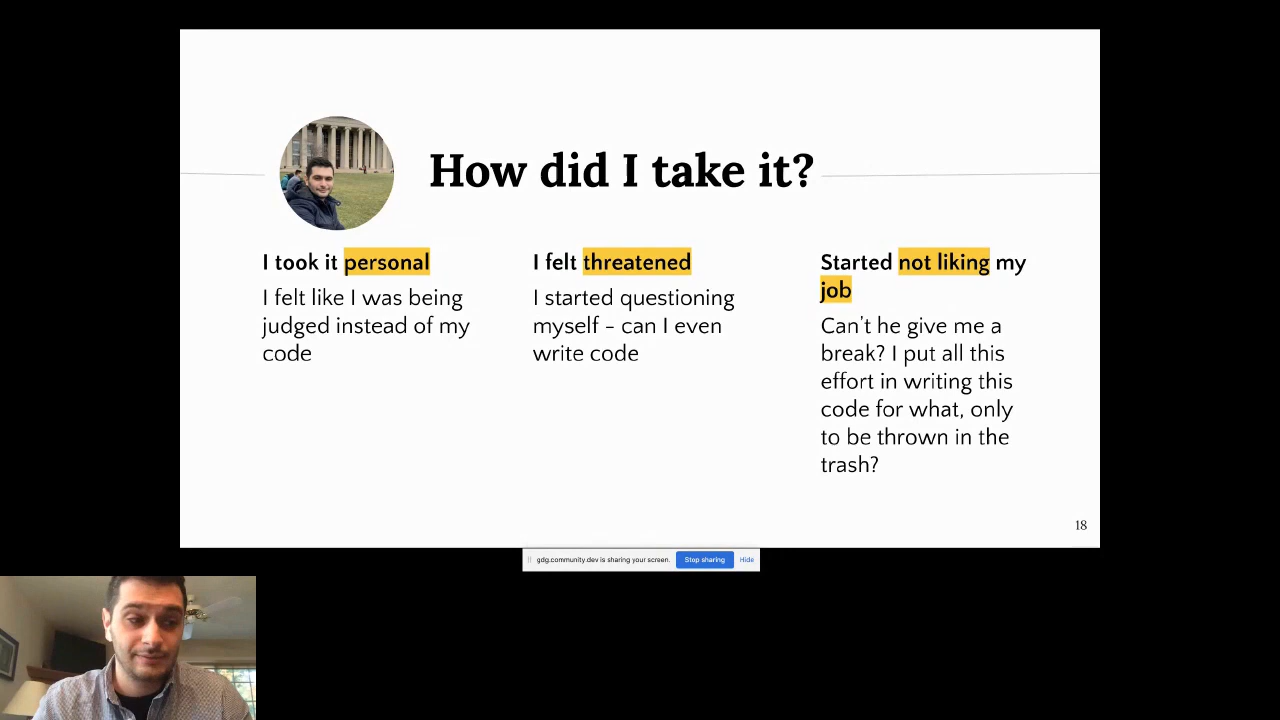 How did I take it?
I took it personal
I felt like I was being
judged instead of my
code
I felt threatened
I started questioning
myself - can I even
write code
Started not liking my
job
Can't he give me a
break? I put all this
effort in writing this
code for what, only
to be thrown in the
trash?
18
gdg.community.dev is sharing your screen. Stop sharing Hide